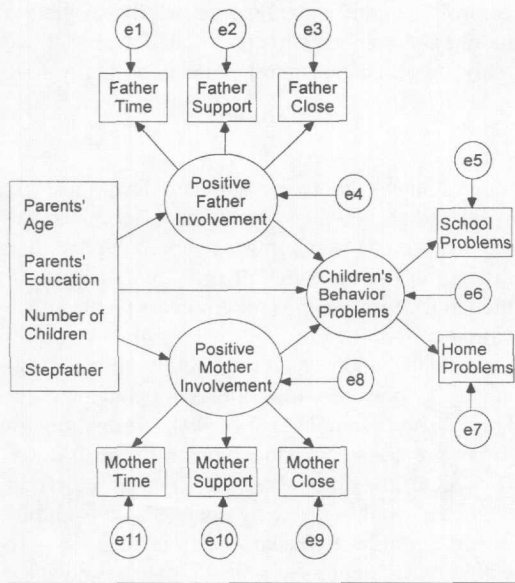 e1
e2
e3
Father
Time
Father
Support
Father
Close
e5
Positive
Father
Involvement
e4
Parents'
Age
School
Problems
Parents'
Education
Children's
Behavior
Problems
e6
Number of
Children
Stepfather
Positive
Mother
Involvement
e8
Home
Problems
e7
Mother
Time
Mother
Support
Mother
Close
e11
e10
e9